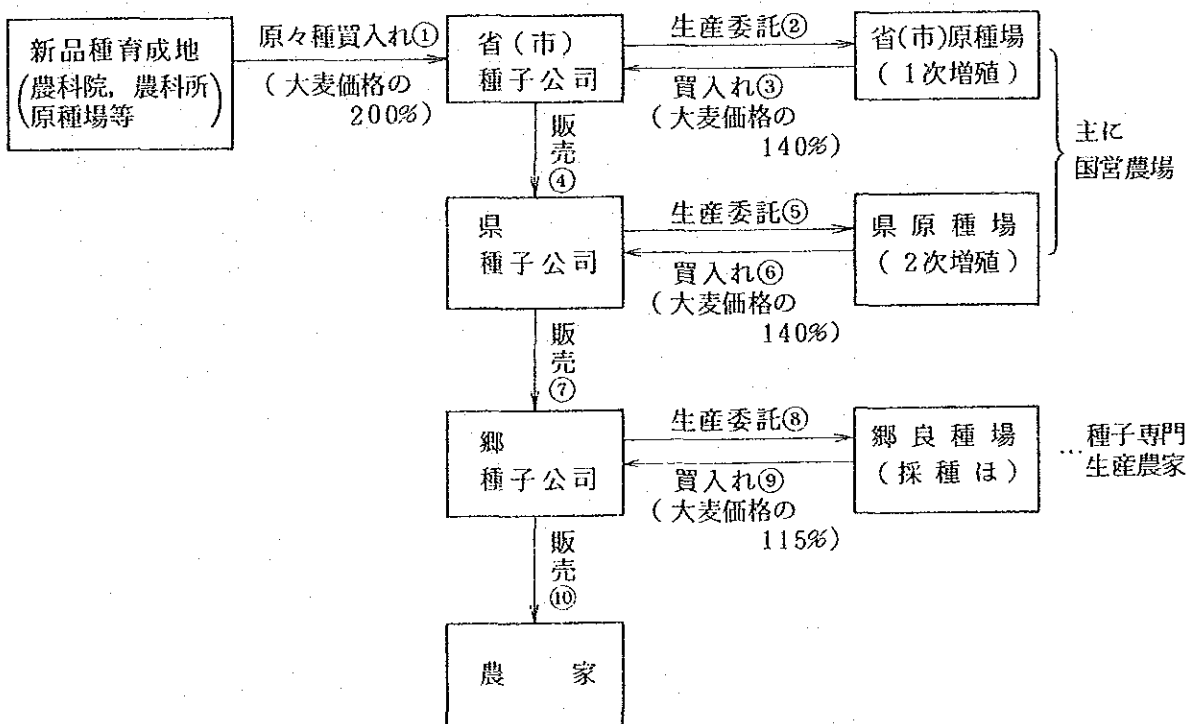 新品種育成地
(農科院,農科所
原種場等)
原々種買入れ①
(大麦価格の
200%)
省(市)
種子公司
生産委託②
買入れ③
(大麦価格の
140%)
省(市)原種場
(1次増殖)
主に
国営農場
販売④
県
種子公司
生産委託⑤
買入れ⑥
(大麦価格の
140%)
県原種場
(2次増殖)
販売⑦
郷
種子公司
生産委託⑧
買入れ⑨
(大麦価格の
115%)
郷良種場
(採種ほ)
…種子専門
生産農家
販売⑩
農家